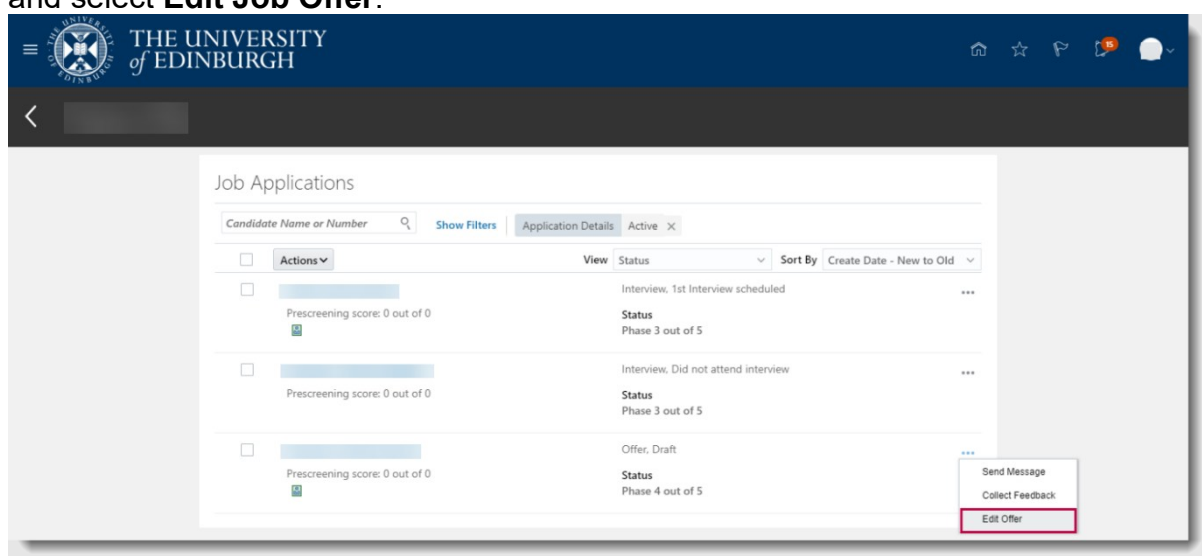 and select Edit Job Offer.
THE UNIVERSITY
of EDINBURGH
15
Job Applications
Candidate Name or Number Show Filters Application Details Active
Actions View Status Sort By Create Date - New to Old
Interview, 1st Interview scheduled
Prescreening score: 0 out of 0 Status
Phase 3 out of 5
Interview, Did not attend interview
Prescreening score: 0 out of 0 Status
Phase 3 out of 5
Offer, Draft
Prescreening score: 0 out of 0 Status
Phase 4 out of 5
Send Message
Collect Feedback
Edit Offer